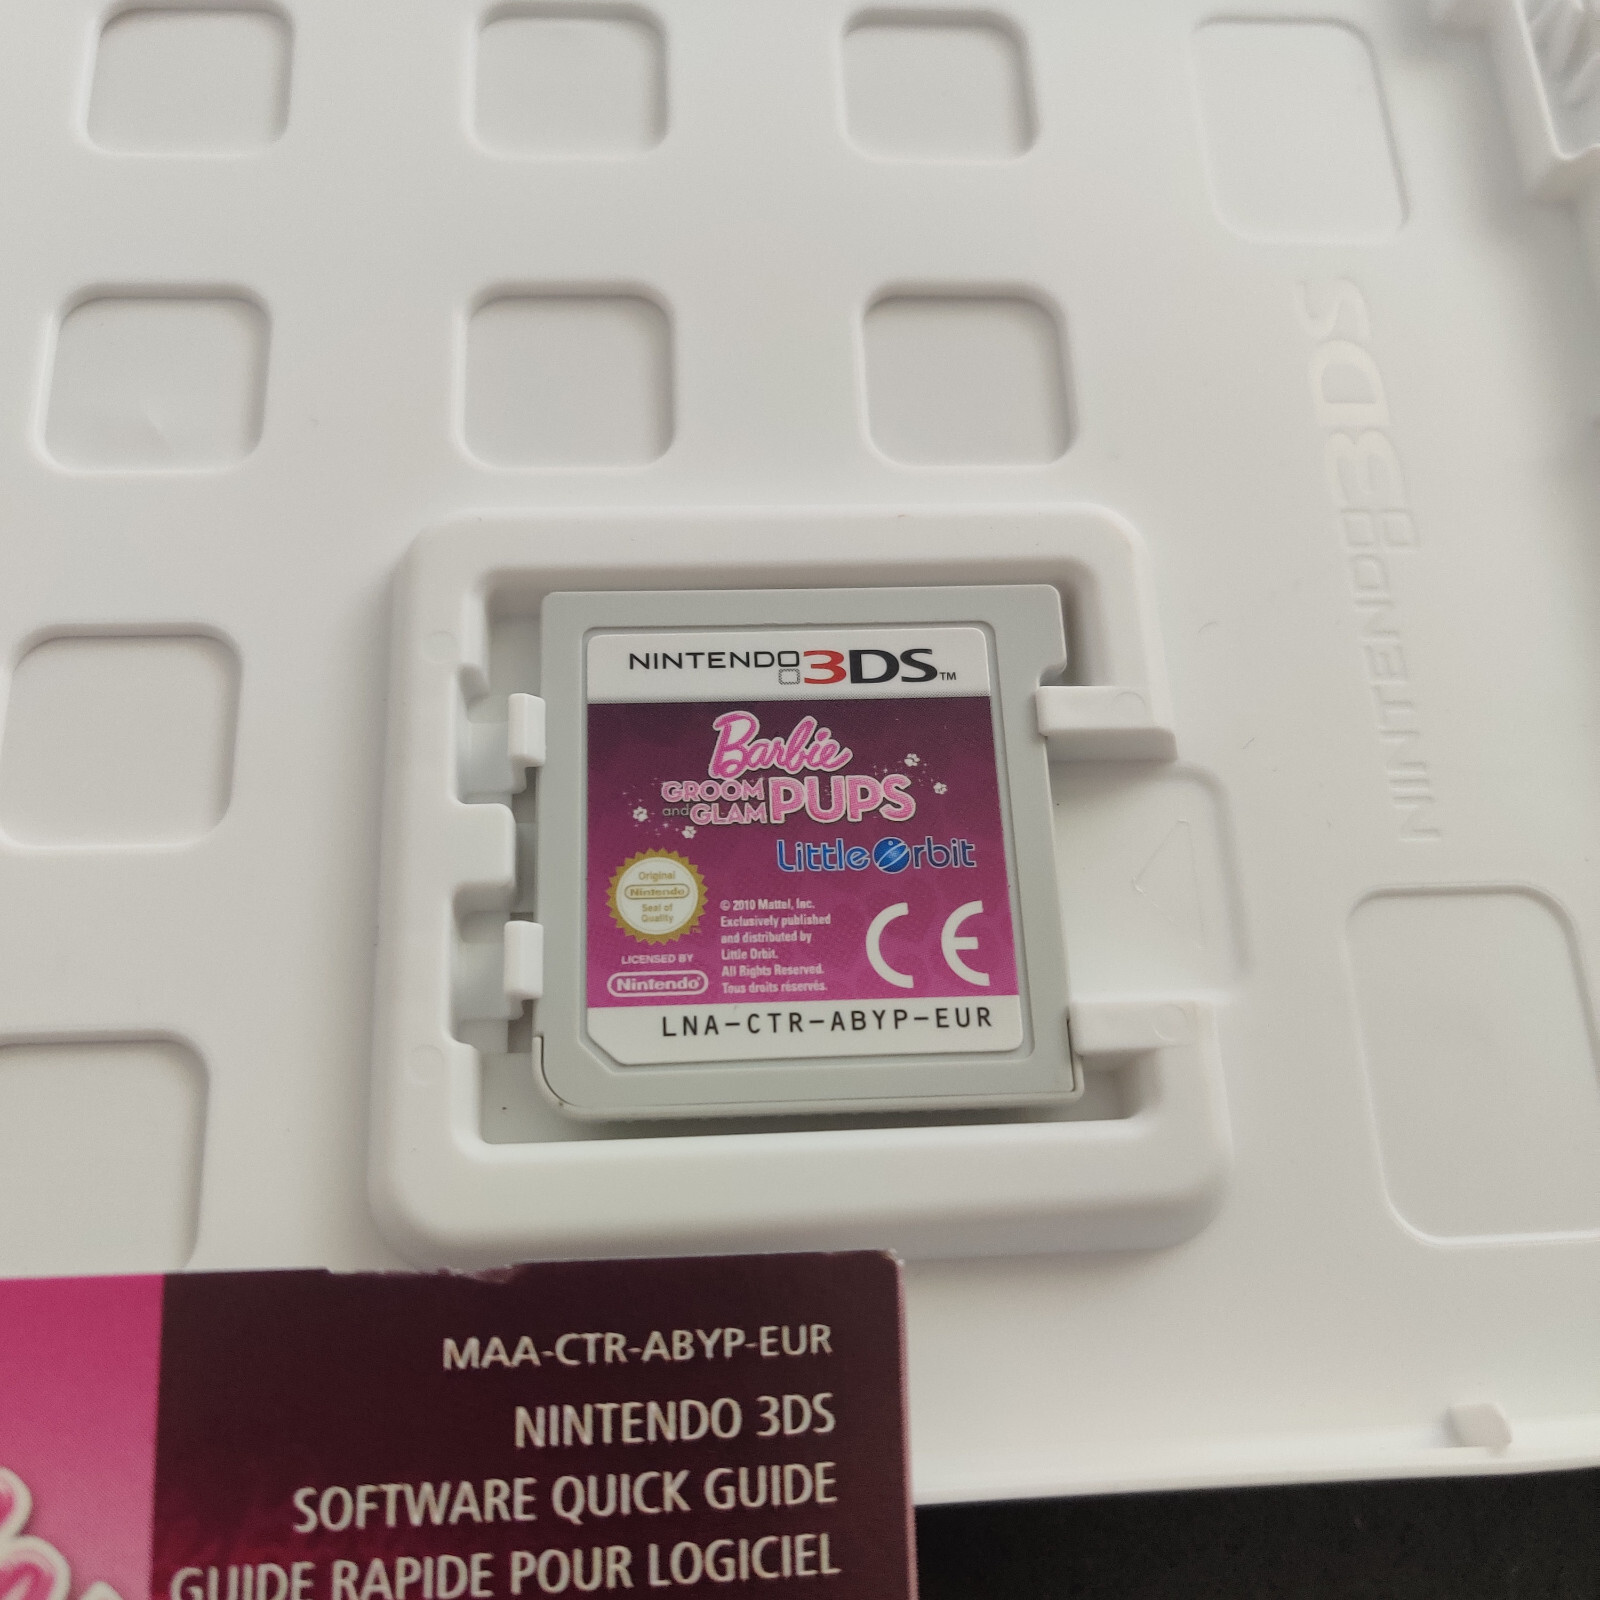 NINTENDO 3DS
NINTENDO 3DS™
Barbie
GROOM
and GLAM PUPS
Little Orbit
Original
Nintendo
Seal of
Quality
TM
LICENSED BY
Nintendo®
© 2010 Mattel, Inc.
Exclusively published
and distributed by
Little Orbit.
All Rights Reserved.
Tous droits réservés.
CE
LNA-CTR-ABYP-EUR
MAA-CTR-ABYP-EUR
NINTENDO 3DS
SOFTWARE QUICK GUIDE
GUIDE RAPIDE POUR LOGICIEL